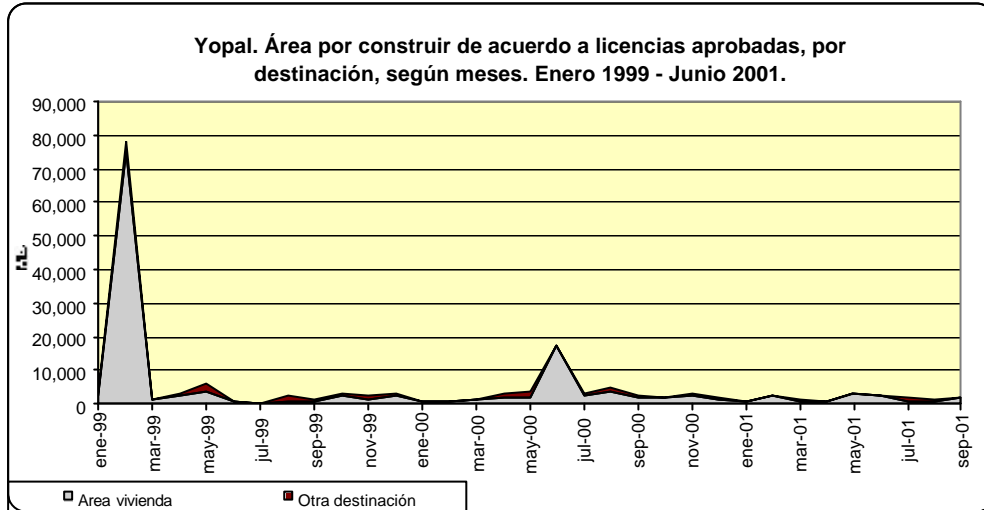 Yopal. Área por construir de acuerdo a licencias aprobadas, por
destinación, según meses. Enero 1999 - Junio 2001.
90,000
80,000
70,000
60,000
50,000
40,000
30,000
20,000
10,000
0
ene-99
mar-99
may-99
jul-99
sep-99
nov-99
ene-00
mar-00
may-00
jul-00
sep-00
nov-00
ene-01
mar-01
may-01
jul-01
sep-01
Area vivienda
Otra destinación